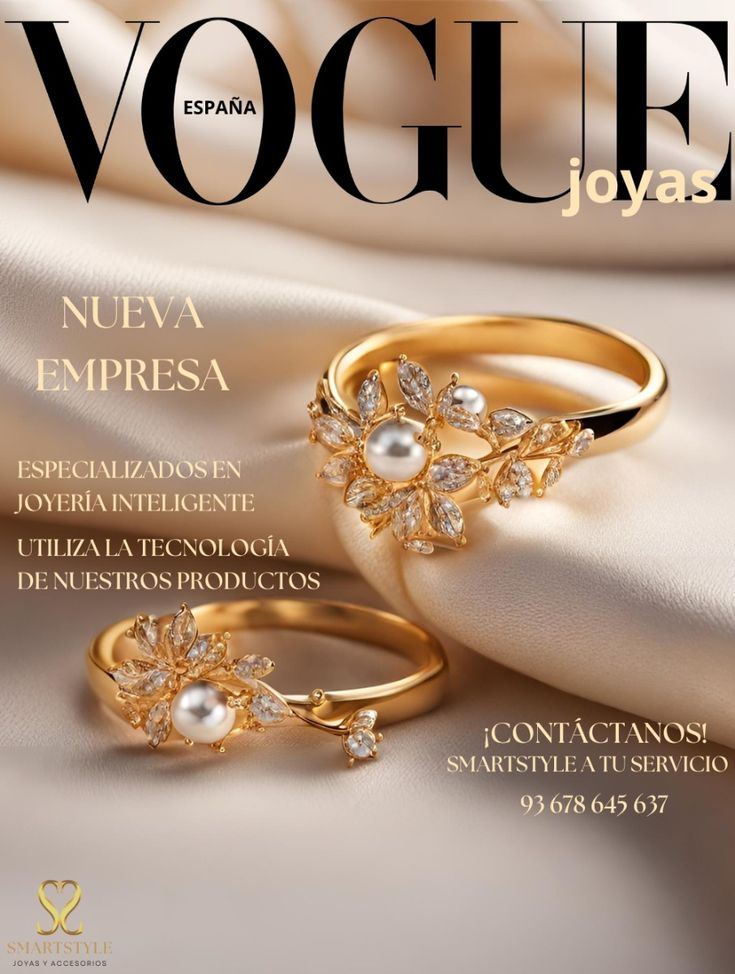 VOGUE
ESPAÑA
joyas
NUEVA
EMPRESA
ESPECIALIZADOS EN
JOYERÍA INTELIGENTE
UTILIZA LA TECNOLOGÍA
DE NUESTROS PRODUCTOS
¡CONTÁCTANOS!
SMARTSTYLE A TU SERVICIO
93 678 645 637
SMARTSTYLE
JOYAS Y ACCESORIOS